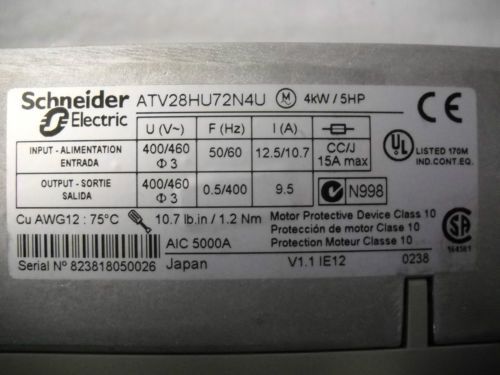 Schneider Electric ATV28HU72N4U M 4kW / 5HP CE
U (V~) F (Hz) I (A)
INPUT - ALIMENTATION ENTRADA 400/460 Φ 3 50/60 12.5/10.7 CC/J 15A max
UL LISTED 170M IND.CONT.EQ.
OUTPUT - SORTIE SALIDA 400/460 Φ 3 0.5/400 9.5 N998
Cu AWG12 : 75°C 10.7 lb.in / 1.2 Nm Motor Protective Device Class 10
Protección de motor Clase 10
AIC 5000A Protection Moteur Classe 10
Serial Nº 823818050026 Japan V1.1 IE12 0238